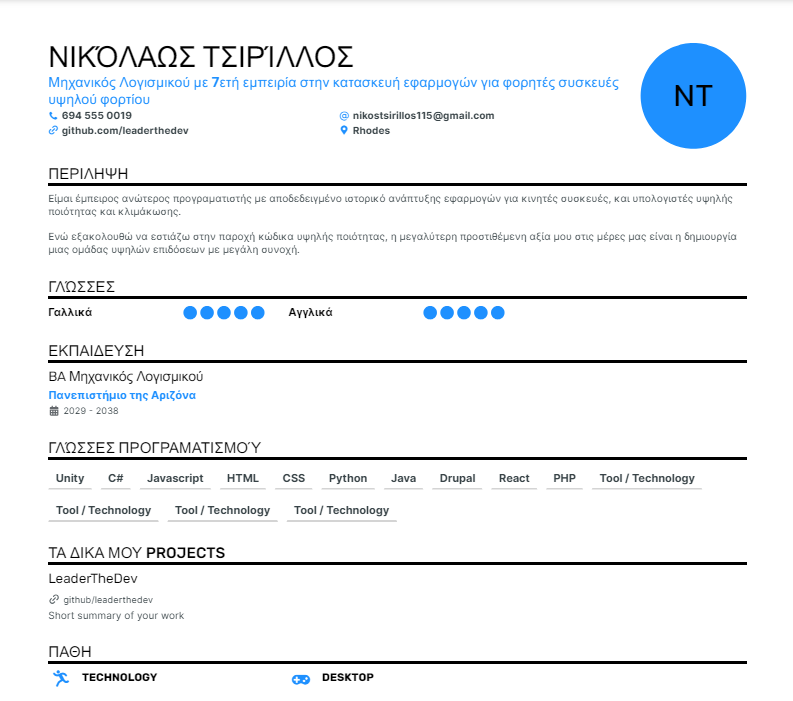 ΝΙΚΌΛΑΩΣ ΤΣΙΡΊΛΛΟΣ
Μηχανικός Λογισμικού με 7ετή εμπειρία στην κατασκευή εφαρμογών για φορητές συσκευές
υψηλού φορτίου
694 555 0019
nikostsirillos115@gmail.com
github.com/leaderthedev
Rhodes
NT
ΠΕΡΙΛΗΨΗ
Είμαι έμπειρος ανώτερος προγραματιστής με αποδεδειγμένο ιστορικό ανάπτυξης εφαρμογών για κινητές συσκευές, και υπολογιστές υψηλής
ποιότητας και κλιμάκωσης.
Ενώ εξακολουθώ να εστιάζω στην παροχή κώδικα υψηλής ποιότητας, η μεγαλύτερη προστιθέμενη αξία μου στις μέρες μας είναι η δημιουργία
μιας ομάδας υψηλών επιδόσεων με μεγάλη συνοχή.
ΓΛΏΣΣΕΣ
Γαλλικά Αγγλικά
ΕΚΠΑΙΔΕΥΣΗ
BA Μηχανικός Λογισμικού
Πανεπιστήμιο της Αριζόνα
2029 - 2038
ΓΛΏΣΣΕΣ ΠΡΟΓΡΑΜΑΤΙΣΜΟΎ
Unity C# Javascript HTML CSS Python Java Drupal React PHP Tool / Technology
Tool / Technology Tool / Technology Tool / Technology
ΤΑ ΔΙΚΑ ΜΟΥ PROJECTS
LeaderTheDev
github/leaderthedev
Short summary of your work
ΠΑΘΗ
TECHNOLOGY DESKTOP